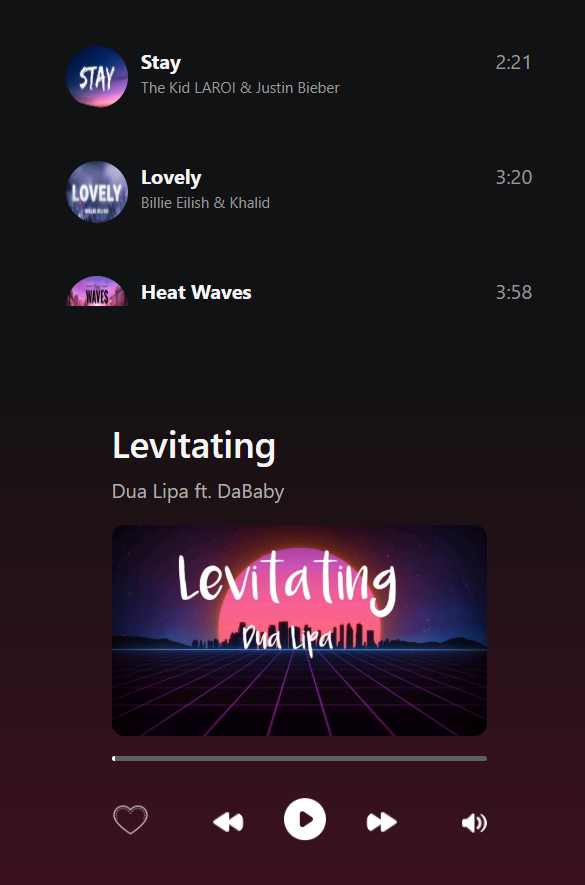 STAY
Stay
2:21
The Kid LAROI & Justin Bieber
LOVELY
BILLIE EILISH
Lovely
3:20
Billie Eilish & Khalid
WAVES
Heat Waves
3:58
Levitating
Dua Lipa ft. DaBaby
Levitating
Dua Lipa